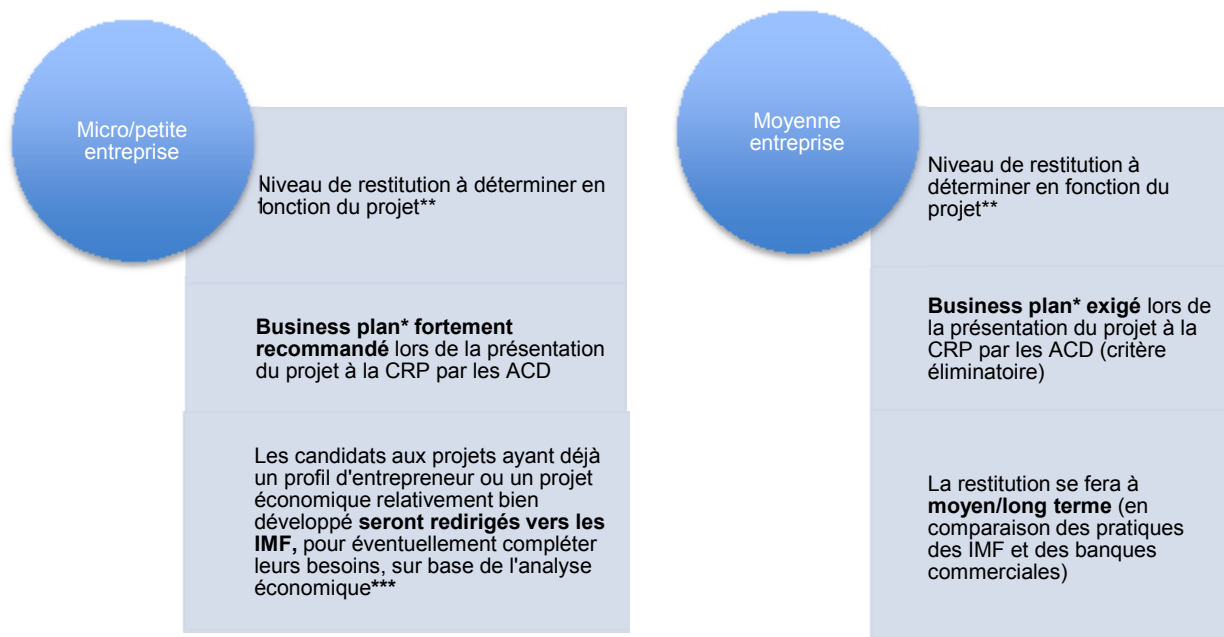 Micro/petite
entreprise
Niveau de restitution à déterminer en
fonction du projet**
Business plan* fortement
recommandé lors de la présentation
du projet à la CRP par les ACD
Les candidats aux projets ayant déjà
un profil d'entrepreneur ou un projet
économique relativement bien
développé seront redirigés vers les
IMF, pour éventuellement compléter
leurs besoins, sur base de l'analyse
économique***
Moyenne
entreprise
Niveau de restitution à
déterminer en fonction du
projet**
Business plan* exigé lors de
la présentation du projet à la
CRP par les ACD (critère
éliminatoire)
La restitution se fera à
moyen/long terme (en
comparaison des pratiques
des IMF et des banques
commerciales)